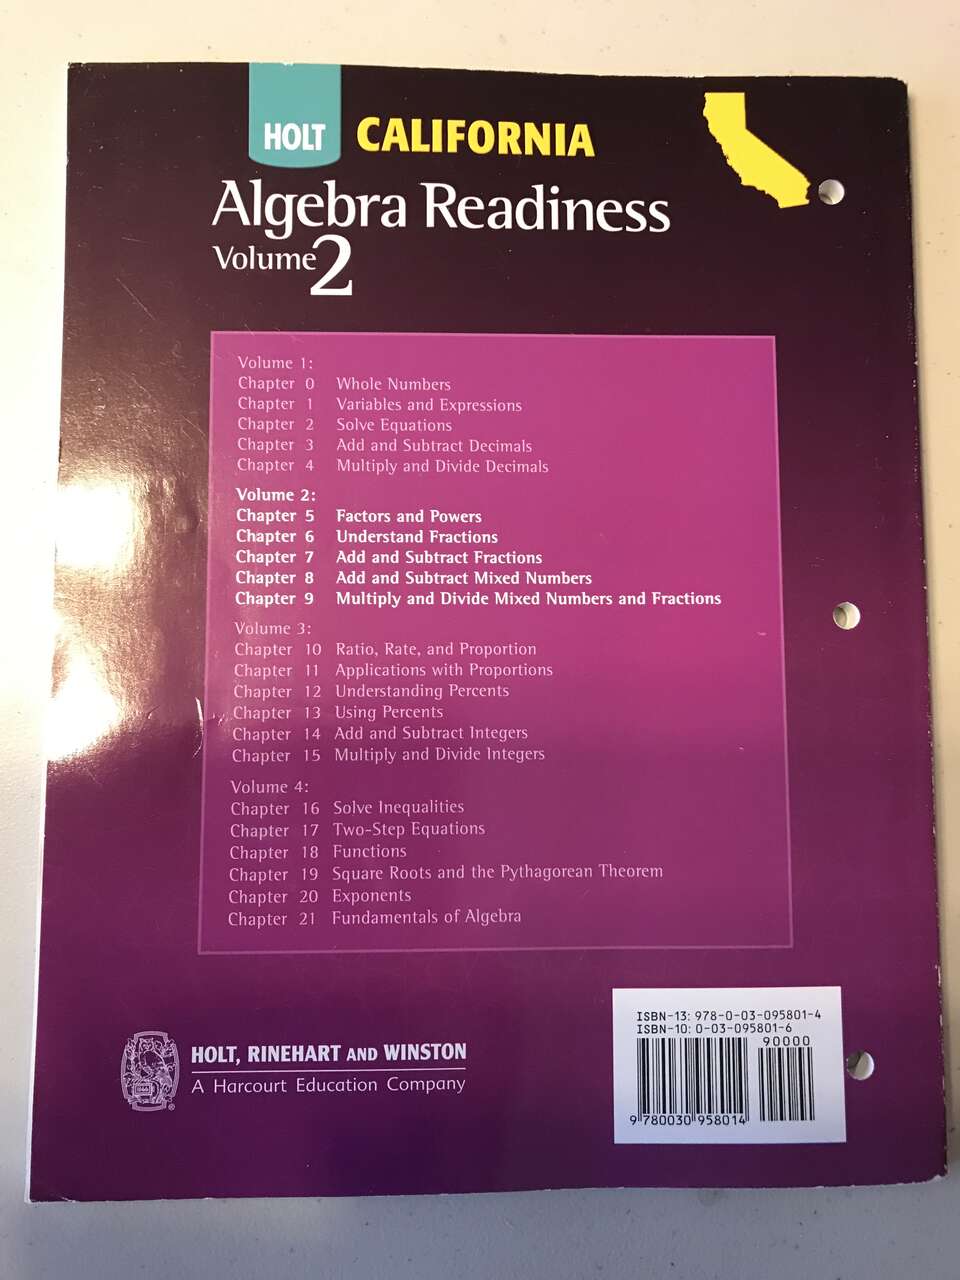 HOLT CALIFORNIA
Algebra Readiness
Volume 2
Volume 1:
Chapter 0 Whole Numbers
Chapter 1 Variables and Expressions
Chapter 2 Solve Equations
Chapter 3 Add and Subtract Decimals
Chapter 4 Multiply and Divide Decimals
Volume 2:
Chapter 5 Factors and Powers
Chapter 6 Understand Fractions
Chapter 7 Add and Subtract Fractions
Chapter 8 Add and Subtract Mixed Numbers
Chapter 9 Multiply and Divide Mixed Numbers and Fractions
Volume 3:
Chapter 10 Ratio, Rate, and Proportion
Chapter 11 Applications with Proportions
Chapter 12 Understanding Percents
Chapter 13 Using Percents
Chapter 14 Add and Subtract Integers
Chapter 15 Multiply and Divide Integers
Volume 4:
Chapter 16 Solve Inequalities
Chapter 17 Two-Step Equations
Chapter 18 Functions
Chapter 19 Square Roots and the Pythagorean Theorem
Chapter 20 Exponents
Chapter 21 Fundamentals of Algebra
ISBN-13: 978-0-03-095801-4
ISBN-10: 0-03-095801-6
90000
9 780030 958014
HOLT, RINEHART AND WINSTON
A Harcourt Education Company
®